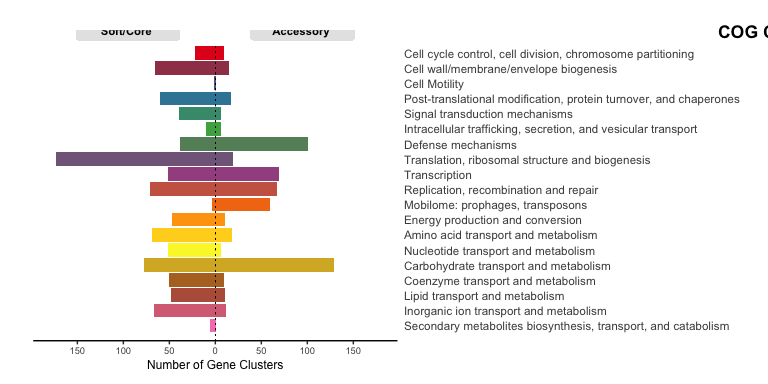 Soft/Core Accessory
COG
Cell cycle control, cell division, chromosome partitioning
Cell wall/membrane/envelope biogenesis
Cell Motility
Post-translational modification, protein turnover, and chaperones
Signal transduction mechanisms
Intracellular trafficking, secretion, and vesicular transport
Defense mechanisms
Translation, ribosomal structure and biogenesis
Transcription
Replication, recombination and repair
Mobilome: prophages, transposons
Energy production and conversion
Amino acid transport and metabolism
Nucleotide transport and metabolism
Carbohydrate transport and metabolism
Coenzyme transport and metabolism
Lipid transport and metabolism
Inorganic ion transport and metabolism
Secondary metabolites biosynthesis, transport, and catabolism
150 100 50 0 50 100 150
Number of Gene Clusters